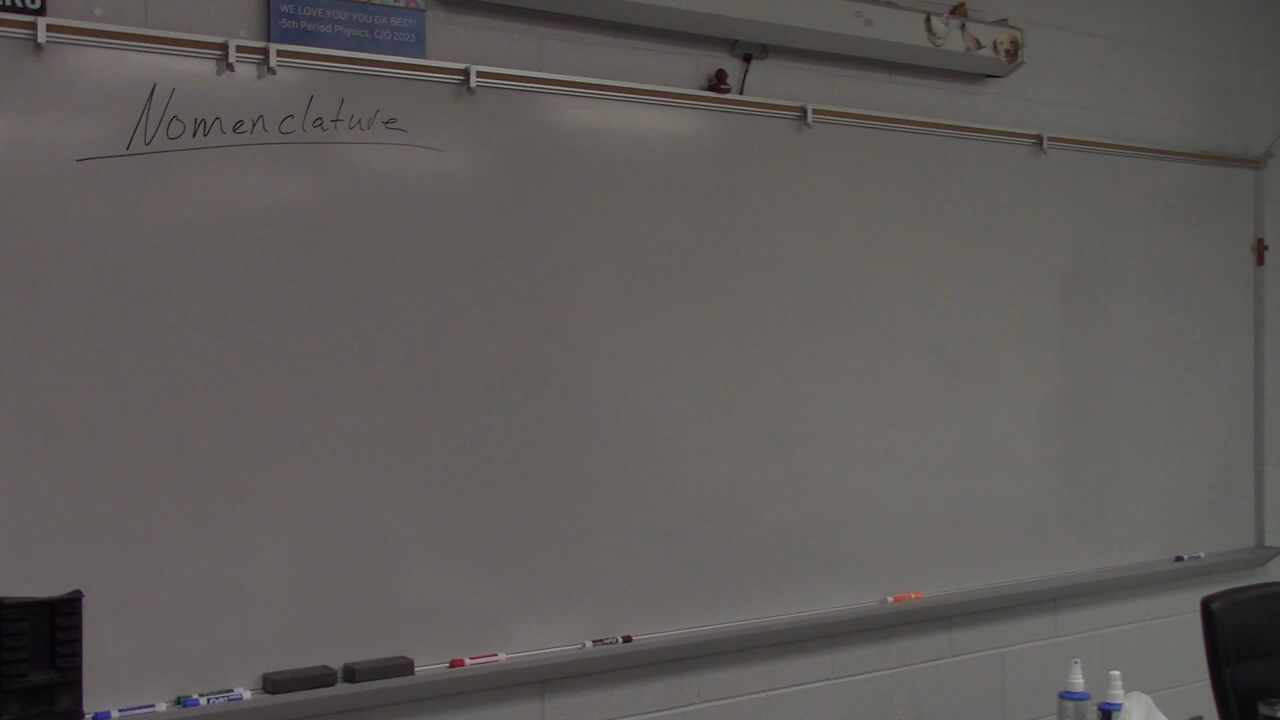 WE LOVE YOU! YOU DA BEST!
-5th Period Physics, C/O 2023
Nomenclature